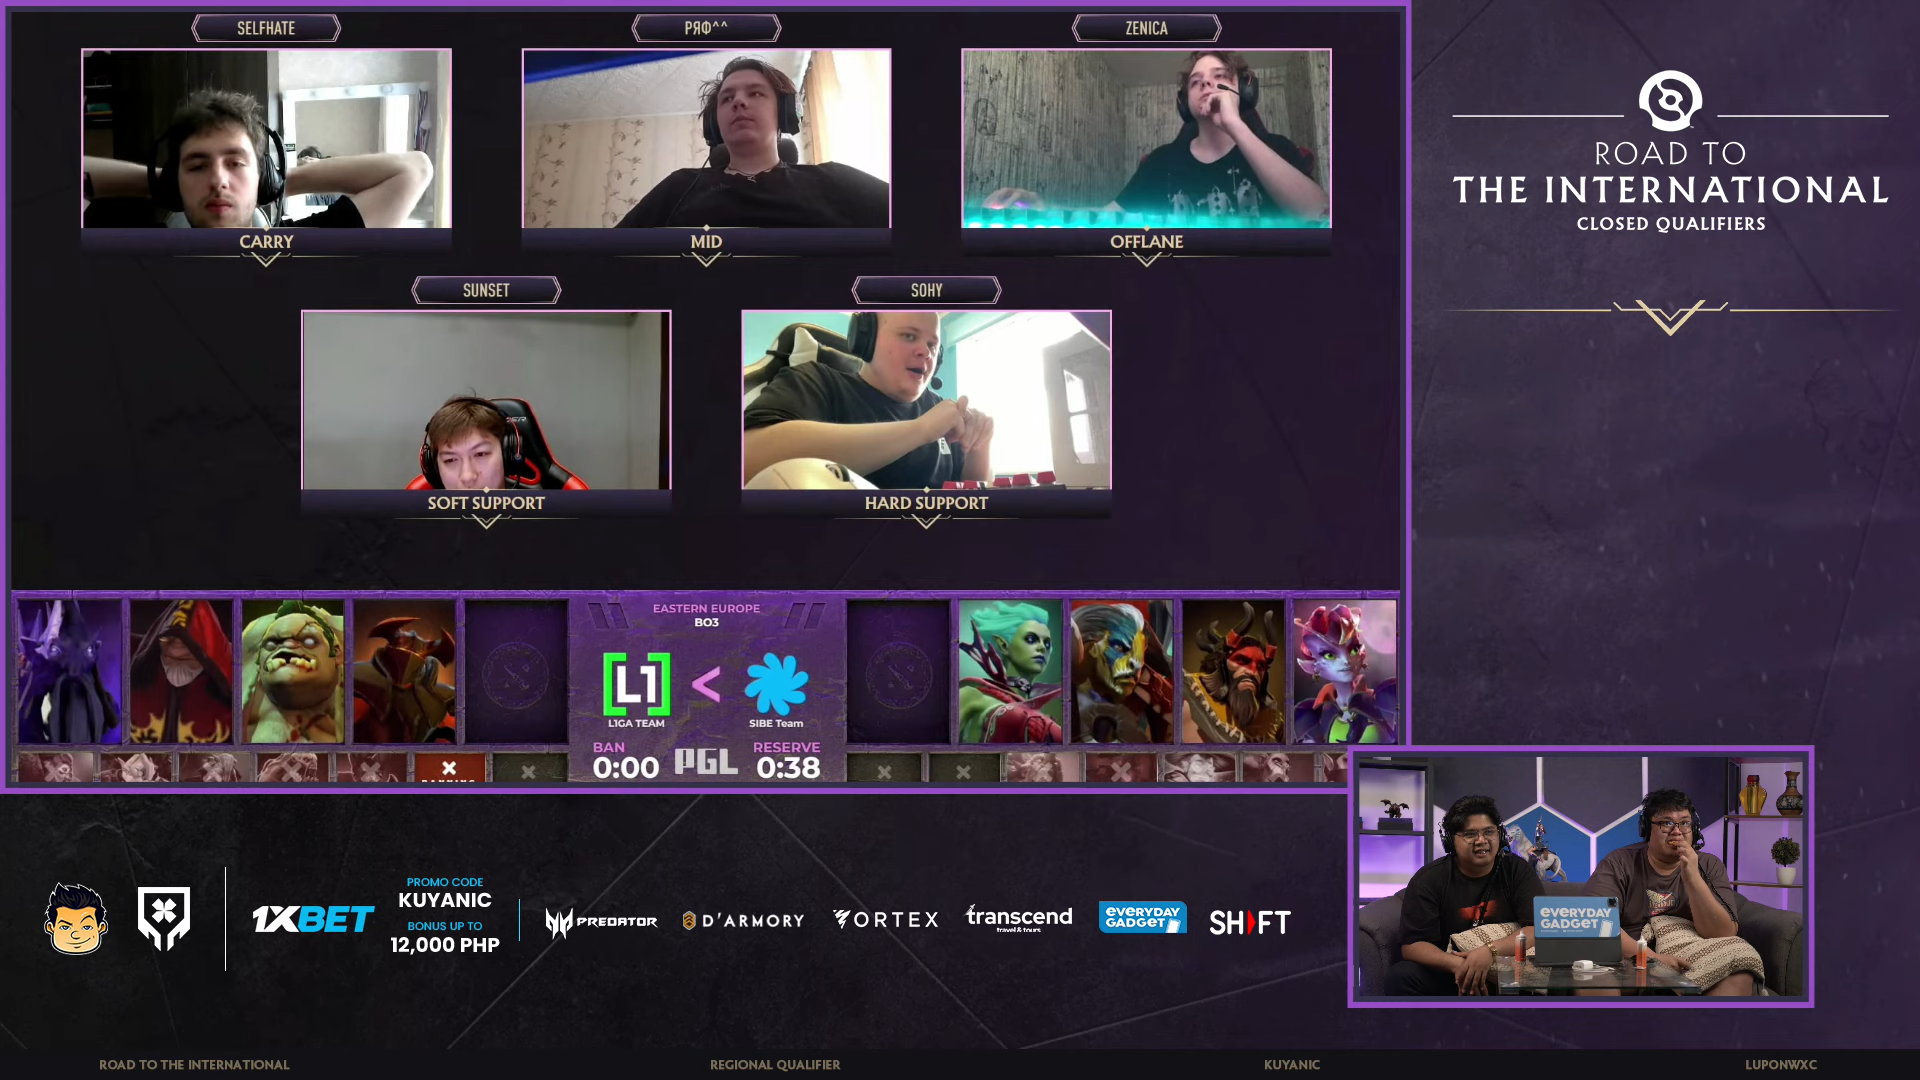 SELFHATE
РЯФ^^
ZENICA
CARRY
MID
OFFLANE
SUNSET
SOHY
SOFT SUPPORT
HARD SUPPORT
ROAD TO
THE INTERNATIONAL
CLOSED QUALIFIERS
EASTERN EUROPE
BO3
L1
<
L1GA TEAM
SIBE Team
BAN
0:00
PGL
RESERVE
0:38
1XBET
PROMO CODE
KUYANIC
BONUS UP TO
12,000 PHP
PREDATOR
D'ARMORY
VORTEX
transcend
travel & tours
EVERYDAY
GADGET
SHIFT
EVERYDAY
GADGET
ROAD TO THE INTERNATIONAL
REGIONAL QUALIFIER
KUYANIC
LUPONWXC